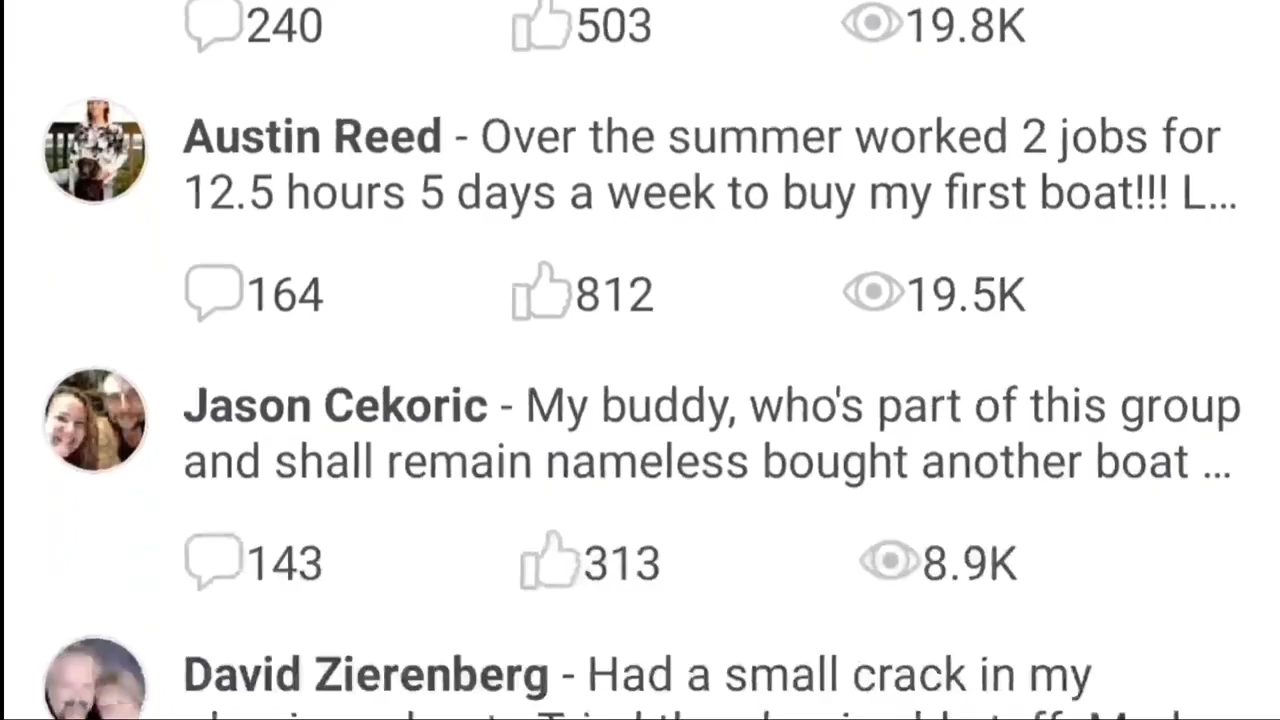 240 503 19.8K
Austin Reed - Over the summer worked 2 jobs for
12.5 hours 5 days a week to buy my first boat!!! L...
164 812 19.5K
Jason Cekoric - My buddy, who's part of this group
and shall remain nameless bought another boat ...
143 313 8.9K
David Zierenberg - Had a small crack in my